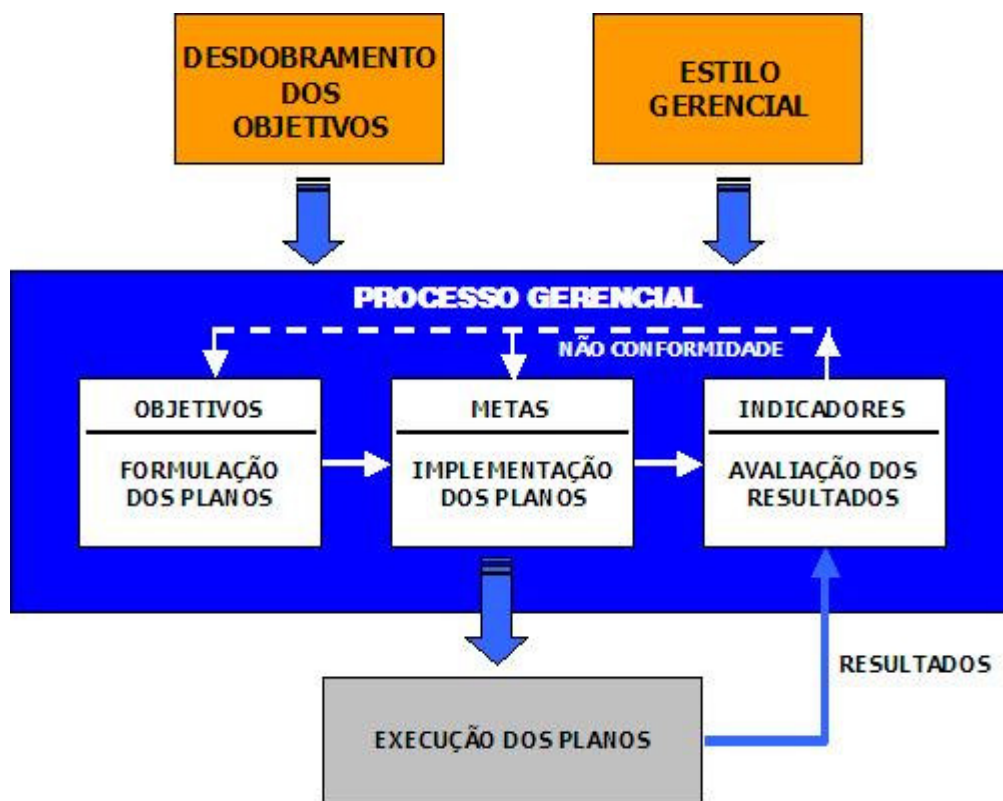 DESDOBRAMENTO
DOS
OBJETIVOS
ESTILO
GERENCIAL
PROCESSO GERENCIAL
NÃO CONFORMIDADE
OBJETIVOS
FORMULAÇÃO
DOS PLANOS
METAS
IMPLEMENTAÇÃO
DOS PLANOS
INDICADORES
AVALIAÇÃO DOS
RESULTADOS
RESULTADOS
EXECUÇÃO DOS PLANOS